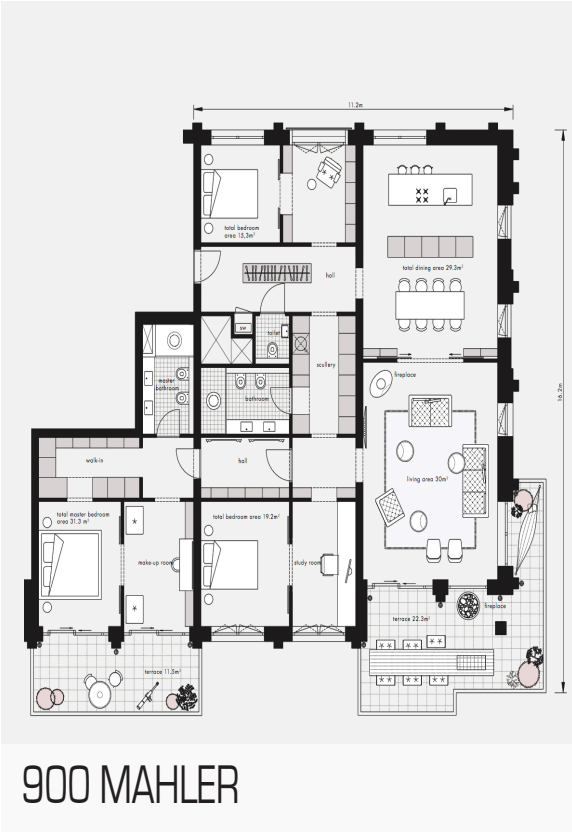 11.2m
total bedroom
area 15,3m²
total dining area 29.3m²
hall
16.2m
toilet
sw
scullery
fireplace
master
bathroom
bathroom
walk-in
hall
living area 30m²
total master bedroom
area 31.3 m²
total bedroom area 19.2m²
make-up room
study room
fireplace
terrace 22.3m²
terrace 11.5m²
900 MAHLER